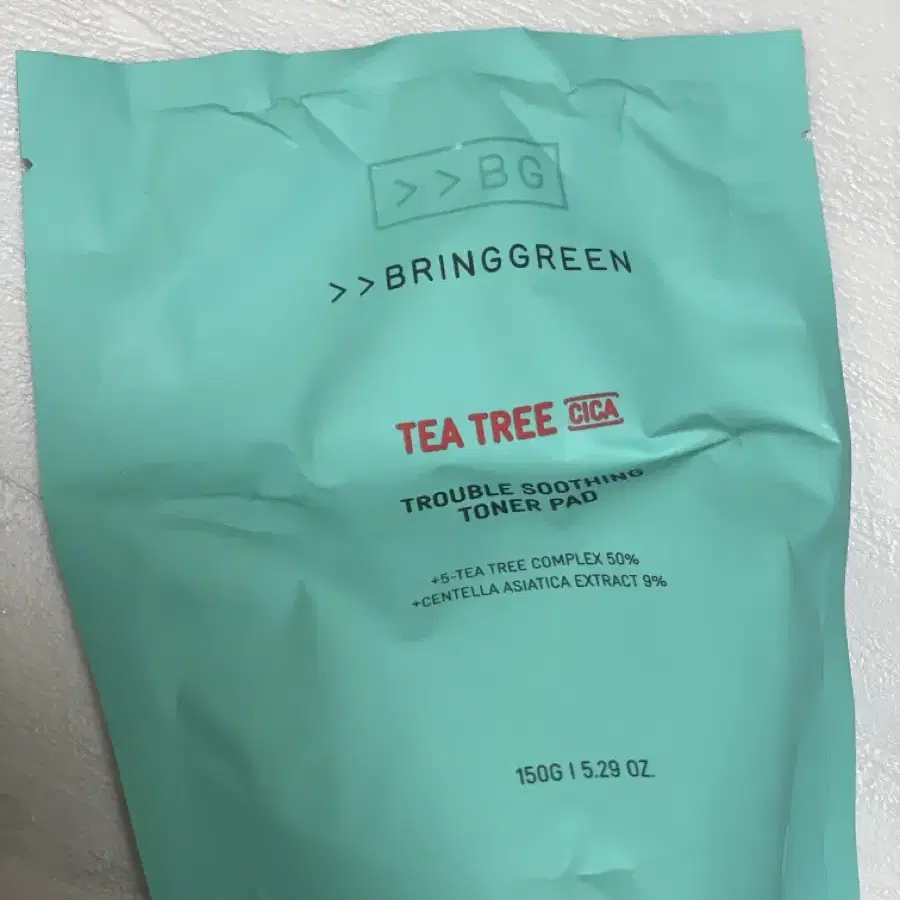 >>BG
>>BRINGGREEN
TEA TREE CICA
TROUBLE SOOTHING
TONER PAD
+5-TEA TREE COMPLEX 50%
+CENTELLA ASIATICA EXTRACT 9%
150G | 5.29 OZ.